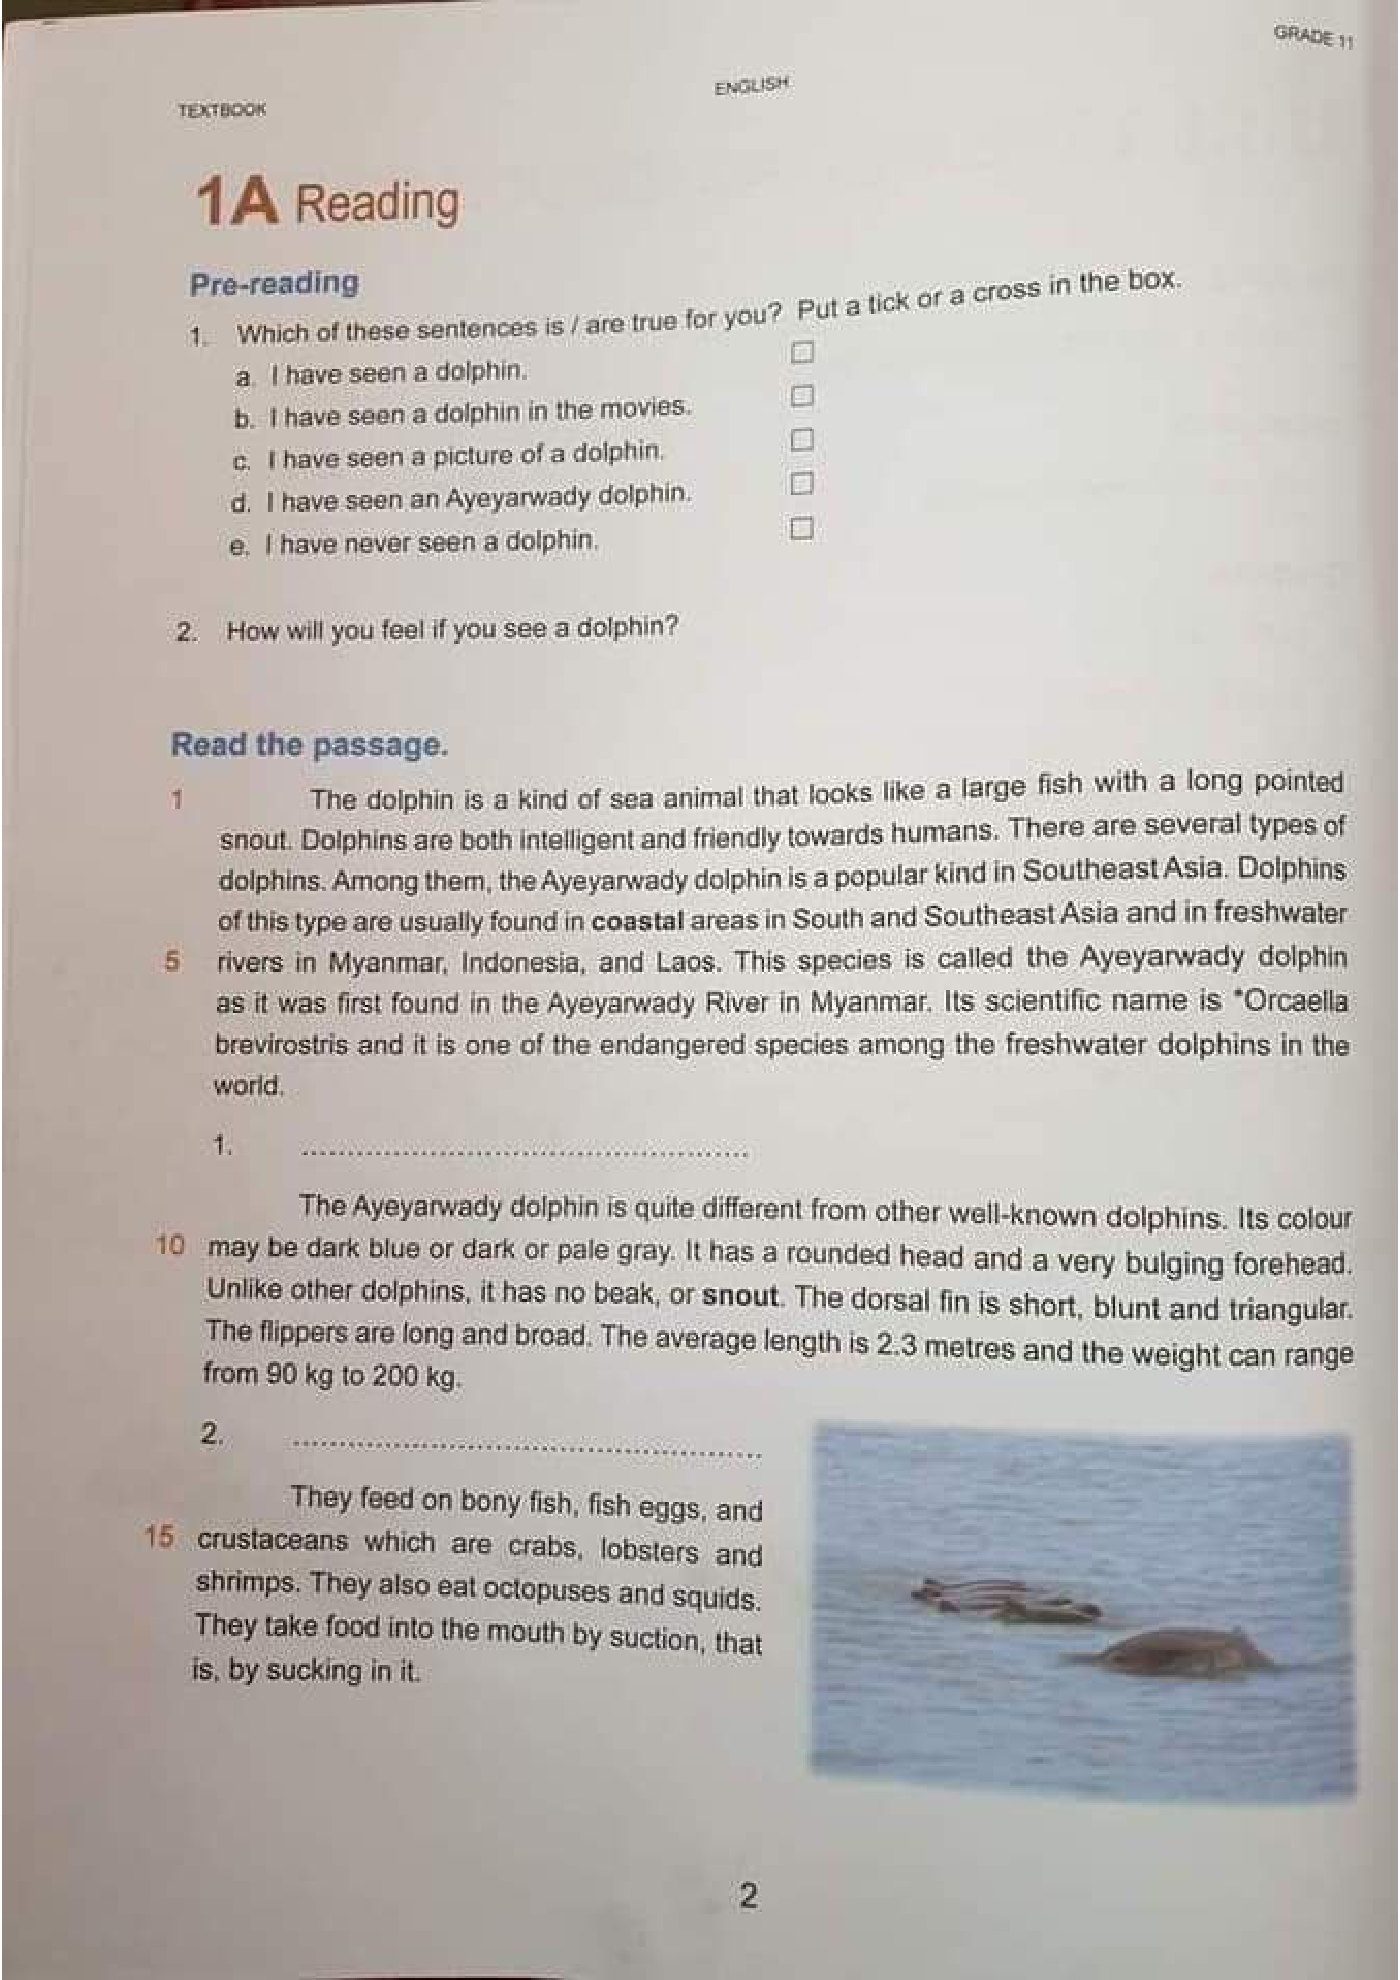 GRADE 11
ENGLISH
TEXTBOOK
1A Reading
Pre-reading
1. Which of these sentences is / are true for you? Put a tick or a cross in the box.
a. I have seen a dolphin.
b. I have seen a dolphin in the movies.
c. I have seen a picture of a dolphin.
d. I have seen an Ayeyarwady dolphin.
e. I have never seen a dolphin.
2. How will you feel if you see a dolphin?
Read the passage.
1 The dolphin is a kind of sea animal that looks like a large fish with a long pointed
snout. Dolphins are both intelligent and friendly towards humans. There are several types of
dolphins. Among them, the Ayeyarwady dolphin is a popular kind in Southeast Asia. Dolphins
of this type are usually found in coastal areas in South and Southeast Asia and in freshwater
5 rivers in Myanmar, Indonesia, and Laos. This species is called the Ayeyarwady dolphin
as it was first found in the Ayeyarwady River in Myanmar. Its scientific name is *Orcaella
brevirostris and it is one of the endangered species among the freshwater dolphins in the
world.
1. ................................................
The Ayeyarwady dolphin is quite different from other well-known dolphins. Its colour
10 may be dark blue or dark or pale gray. It has a rounded head and a very bulging forehead.
Unlike other dolphins, it has no beak, or snout. The dorsal fin is short, blunt and triangular.
The flippers are long and broad. The average length is 2.3 metres and the weight can range
from 90 kg to 200 kg.
2. ................................................
They feed on bony fish, fish eggs, and
15 crustaceans which are crabs, lobsters and
shrimps. They also eat octopuses and squids.
They take food into the mouth by suction, that
is, by sucking in it.
2